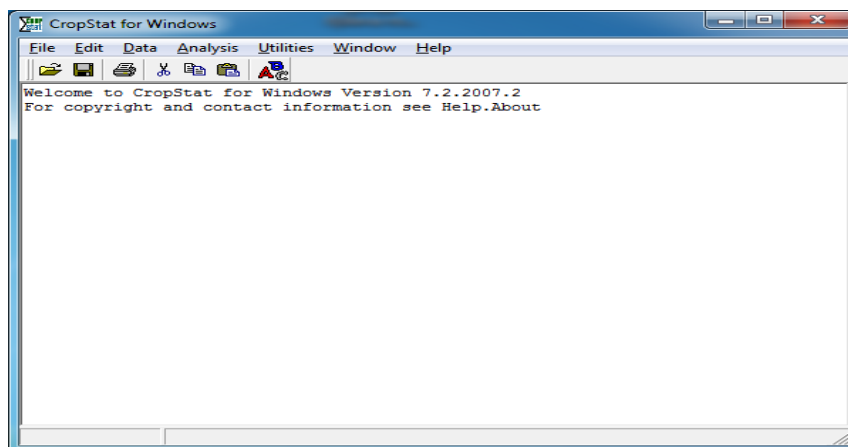 CropStat for Windows
File Edit Data Analysis Utilities Window Help
ABC
Welcome to CropStat for Windows Version 7.2.2007.2
For copyright and contact information see Help.About